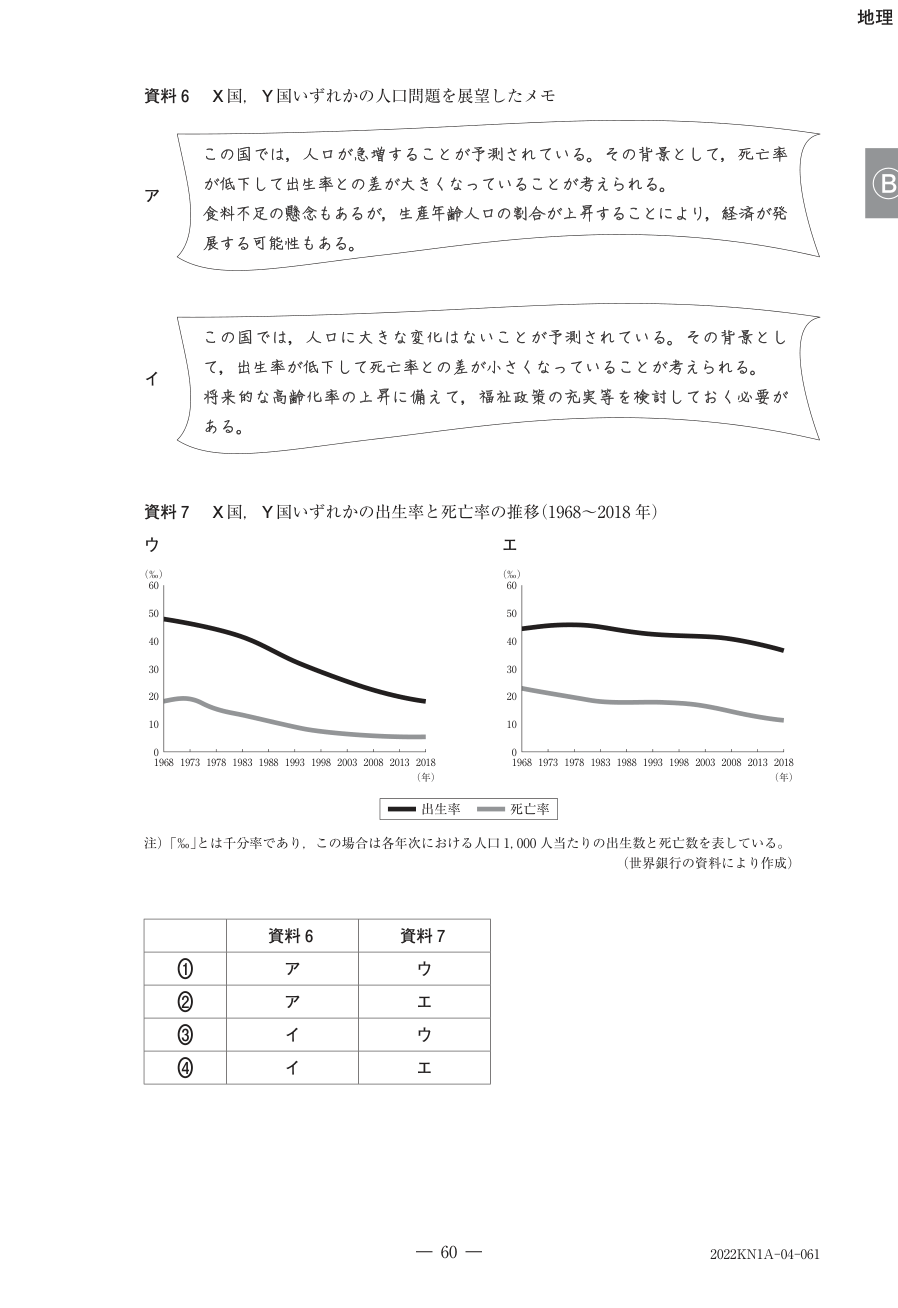 地理
資料6 X国，Y国いずれかの人口問題を展望したメモ
ア
この国では，人口が急増することが予測されている。その背景として，死亡率
が低下して出生率との差が大きくなっていることが考えられる。
食料不足の懸念もあるが，生産年齢人口の割合が上昇することにより，経済が発
展する可能性もある。
B
イ
この国では，人口に大きな変化はないことが予測されている。その背景とし
て，出生率が低下して死亡率との差が小さくなっていることが考えられる。
将来的な高齢化率の上昇に備えて，福祉政策の充実等を検討しておく必要が
ある。
資料7 X国，Y国いずれかの出生率と死亡率の推移（1968～2018年）
ウ
（‰）
60
50
40
30
20
10
0
1968 1973 1978 1983 1988 1993 1998 2003 2008 2013 2018
（年）
エ
（‰）
60
50
40
30
20
10
0
1968 1973 1978 1983 1988 1993 1998 2003 2008 2013 2018
（年）
出生率 死亡率
注）「‰」とは千分率であり，この場合は各年次における人口1,000人当たりの出生数と死亡数を表している。
（世界銀行の資料により作成）
資料6 資料7
① ア ウ
② ア エ
③ イ ウ
④ イ エ
— 60 —
2022KN1A-04-061